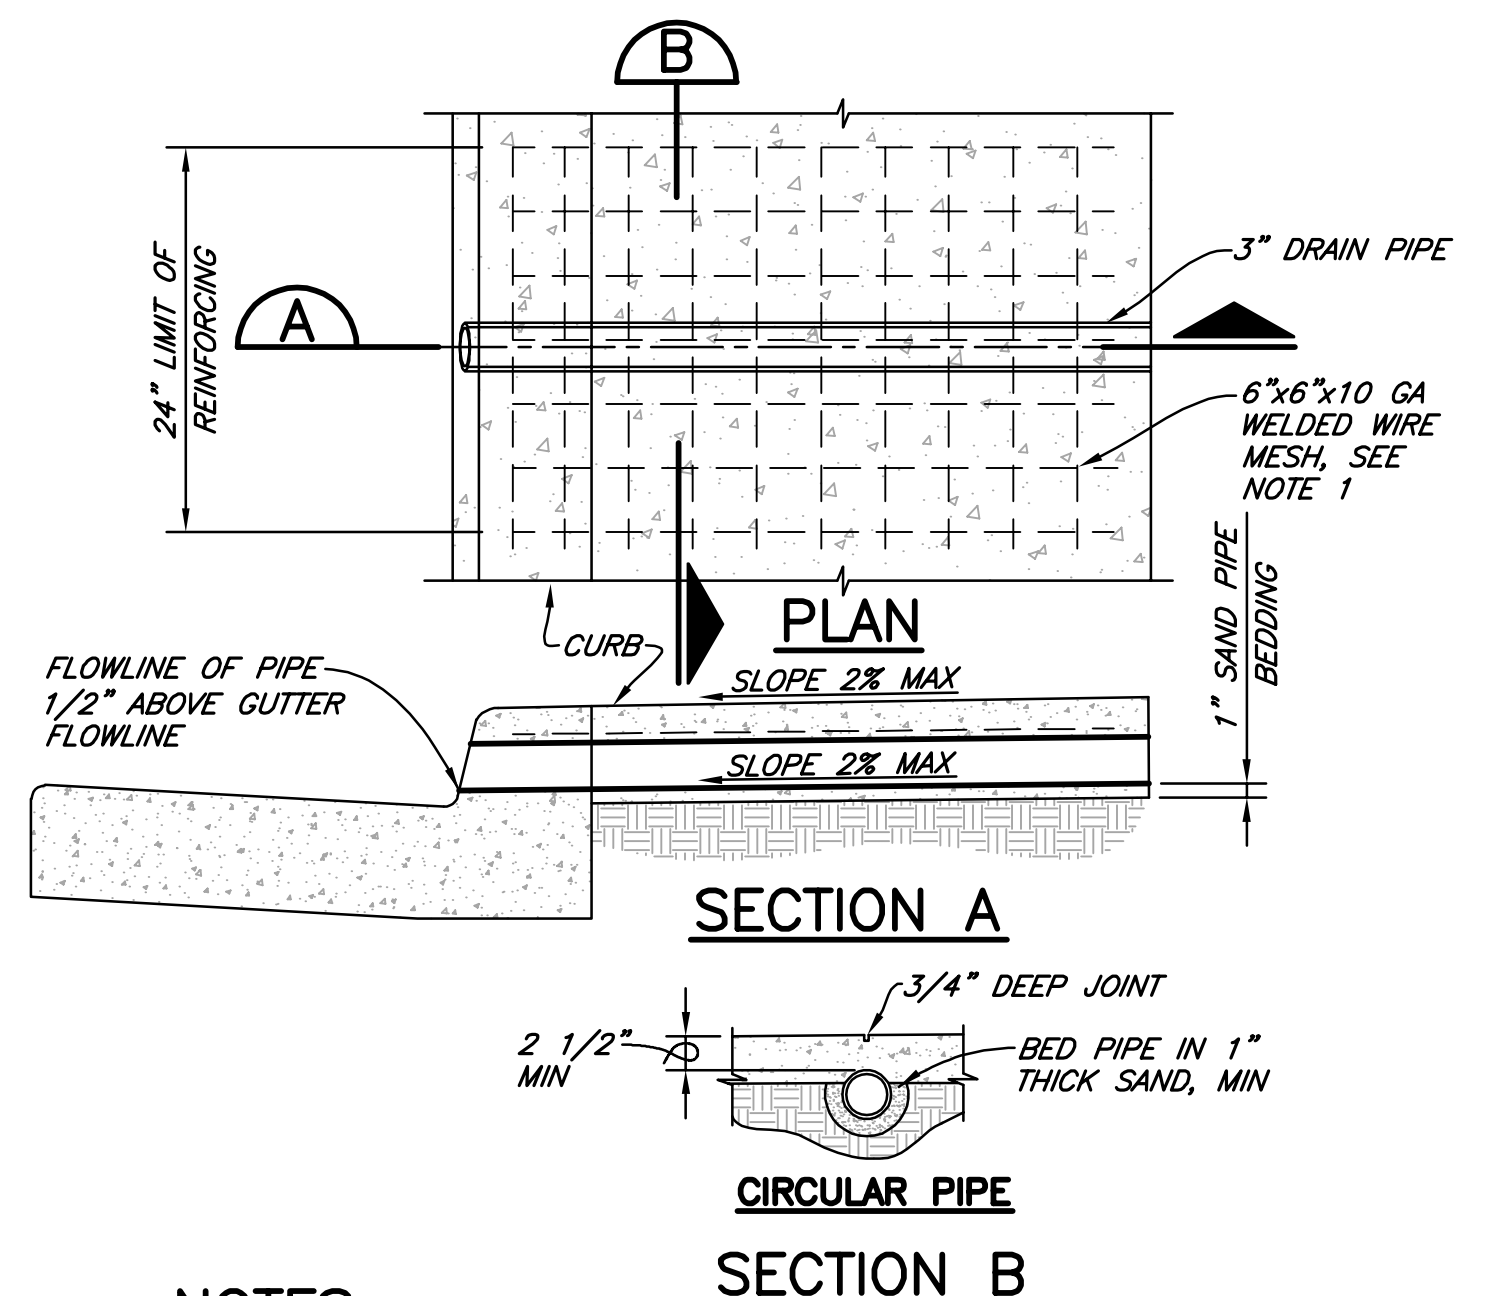 B
3" DRAIN PIPE
24" LIMIT OF
REINFORCING
A
6"x6"x10 GA
WELDED WIRE
MESH, SEE
NOTE 1
PLAN
CURB
1" SAND PIPE
BEDDING
FLOWLINE OF PIPE
1/2" ABOVE GUTTER
FLOWLINE
SLOPE 2% MAX
SLOPE 2% MAX
SECTION A
3/4" DEEP JOINT
2 1/2"
MIN
BED PIPE IN 1"
THICK SAND, MIN
CIRCULAR PIPE
SECTION B